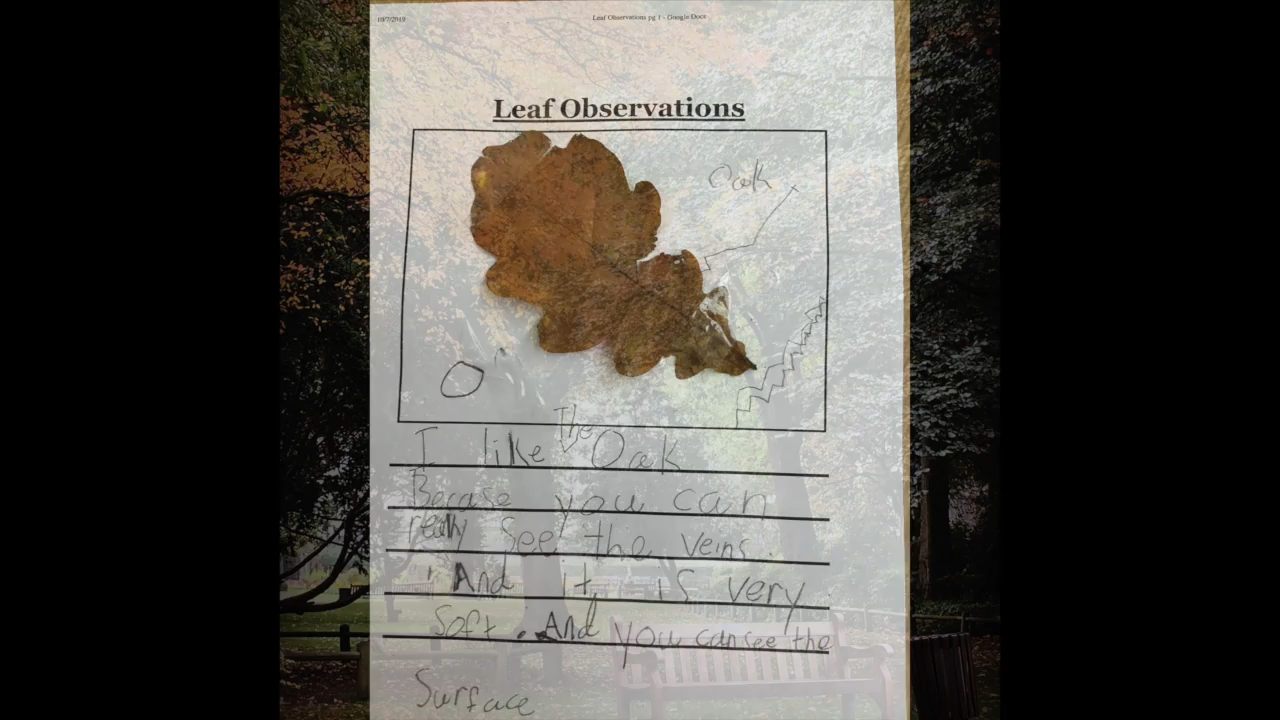 10/7/2019
Leaf Observations pg 1 - Google Docs
Leaf Observations
Oak
The
I like Oak
Becase you can
really see the veins.
And it is very
soft. And you can see the
Surface